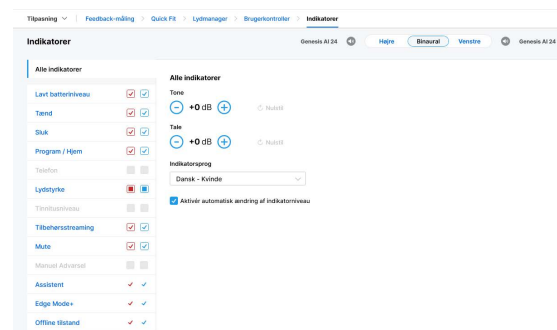 Tilpasning
Feedback-måling > Quick Fit > Lydmanager > Brugerkontroller > Indikatorer
Indikatorer
Genesis AI 24
Højre Binaural Venstre
Genesis AI 24
Alle indikatorer
Lavt batteriniveau
Tænd
Sluk
Program / Hjem
Telefon
Lydstyrke
Tinnitusniveau
Tilbehørsstreaming
Mute
Manuel Advarsel
Assistent
Edge Mode+
Offline tilstand
Alle indikatorer
Tone
+0 dB Nulstil
Tale
+0 dB Nulstil
Indikatorsprog
Dansk - Kvinde
Aktivér automatisk ændring af indikatorniveau